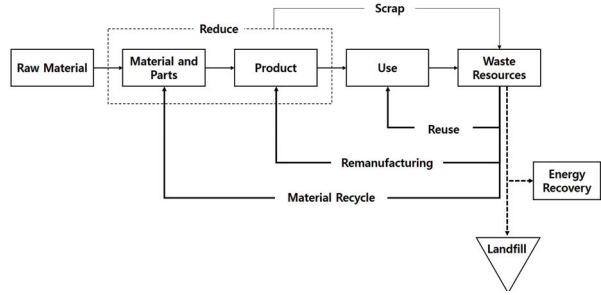 Scrap
Reduce
Raw Material
Material and
Parts
Product
Use
Waste
Resources
Reuse
Remanufacturing
Energy
Recovery
Material Recycle
Landfill